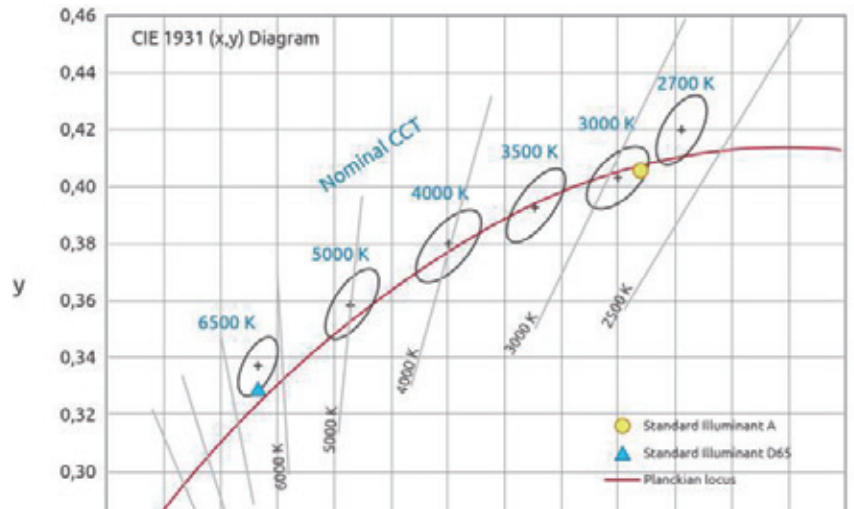 0,46
CIE 1931 (x,y) Diagram
0,44
2700 K
0,42
3000 K
Nominal CCT
3500 K
0,40
4000 K
0,38
5000 K
y
0,36
6500 K
2500 K
3000 K
0,34
4000 K
0,32
5000 K
Standard Illuminant A
6000 K
Standard Illuminant D65
0,30
Planckian locus